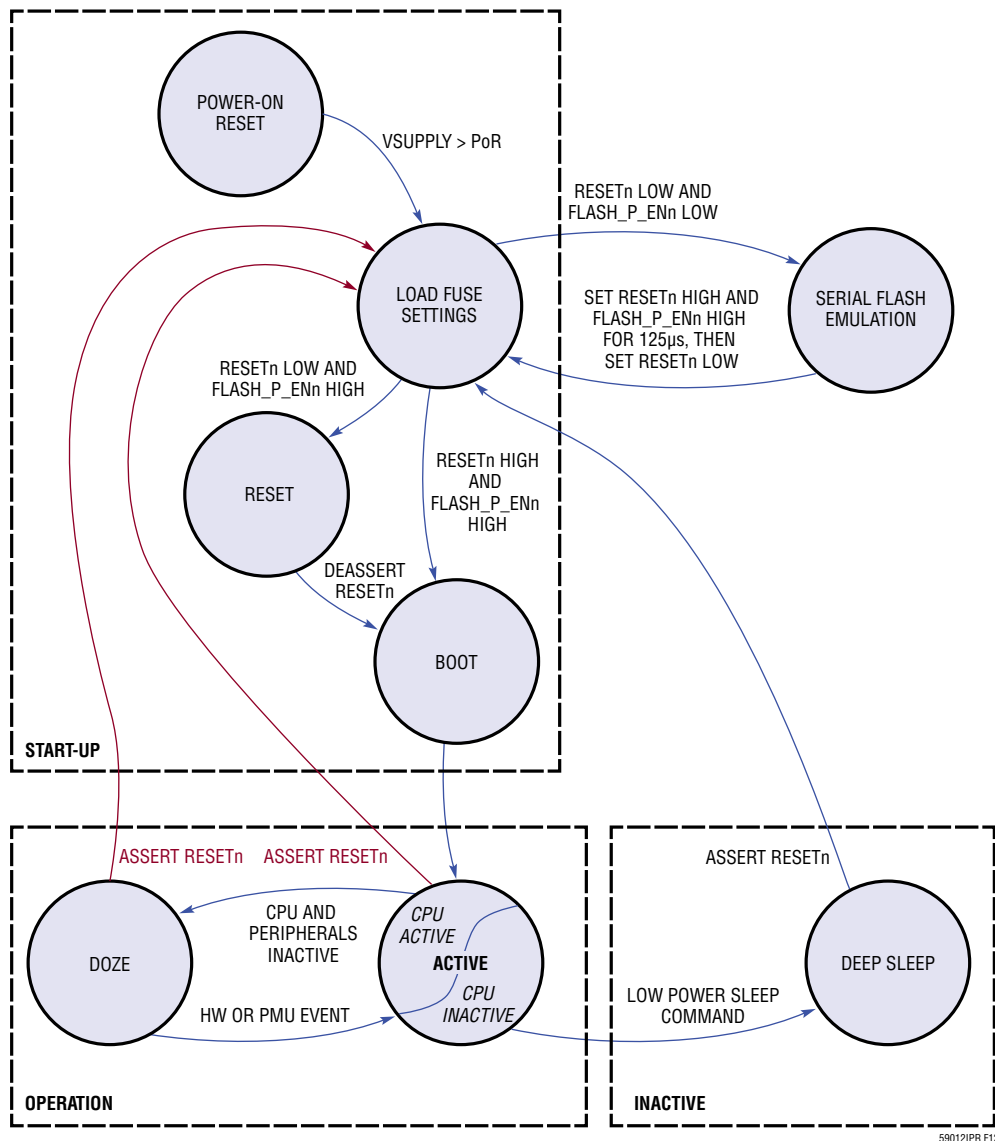 POWER-ON
RESET
VSUPPLY > PoR
RESETn LOW AND
FLASH_P_ENn LOW
LOAD FUSE
SETTINGS
SET RESETn HIGH AND
FLASH_P_ENn HIGH
FOR 125µs, THEN
SET RESETn LOW
SERIAL FLASH
EMULATION
RESETn LOW AND
FLASH_P_ENn HIGH
RESET
RESETn HIGH
AND
FLASH_P_ENn
HIGH
DEASSERT
RESETn
BOOT
START-UP
ASSERT RESETn
ASSERT RESETn
ASSERT RESETn
CPU AND
PERIPHERALS
INACTIVE
CPU
ACTIVE
ACTIVE
CPU
INACTIVE
DOZE
HW OR PMU EVENT
DEEP SLEEP
LOW POWER SLEEP
COMMAND
OPERATION
INACTIVE